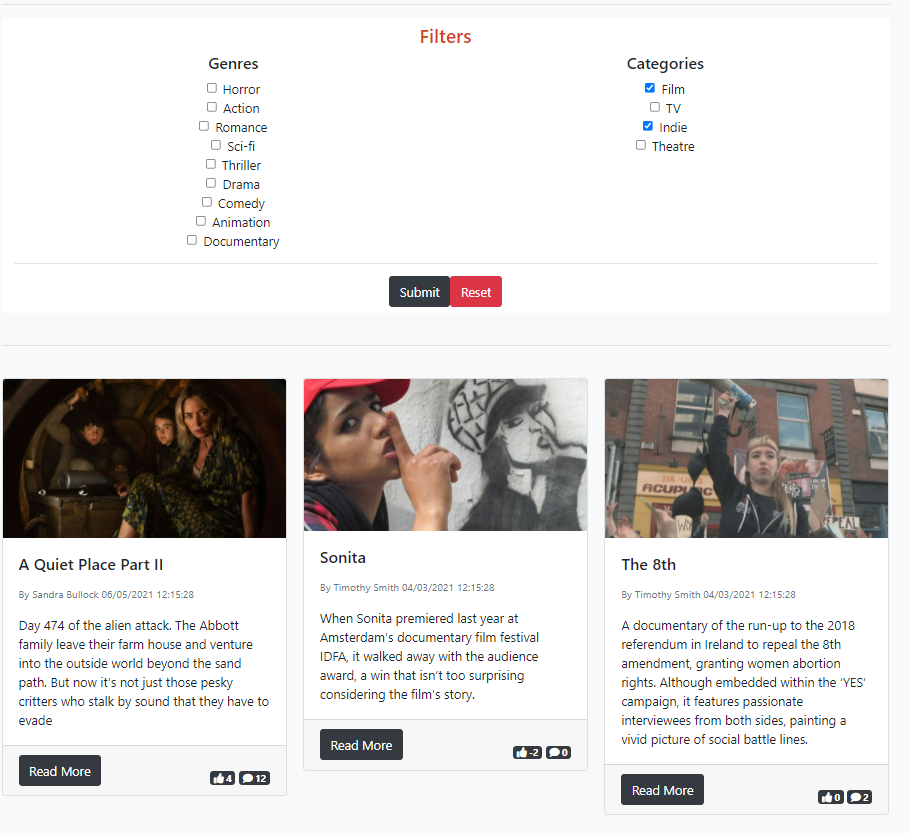 Filters
Genres
Horror
Action
Romance
Sci-fi
Thriller
Drama
Comedy
Animation
Documentary
Categories
Film
TV
Indie
Theatre
Submit
Reset
A Quiet Place Part II
By Sandra Bullock 06/05/2021 12:15:28
Day 474 of the alien attack. The Abbott
family leave their farm house and venture
into the outside world beyond the sand
path. But now it's not just those pesky
critters who stalk by sound that they have to
evade
Read More
4
12
Sonita
By Timothy Smith 04/03/2021 12:15:28
When Sonita premiered last year at
Amsterdam's documentary film festival
IDFA, it walked away with the audience
award, a win that isn't too surprising
considering the film's story.
Read More
-2
0
ACUPUNC
REPEAL
The 8th
By Timothy Smith 04/03/2021 12:15:28
A documentary of the run-up to the 2018
referendum in Ireland to repeal the 8th
amendment, granting women abortion
rights. Although embedded within the ‘YES’
campaign, it features passionate
interviewees from both sides, painting a
vivid picture of social battle lines.
Read More
0
2